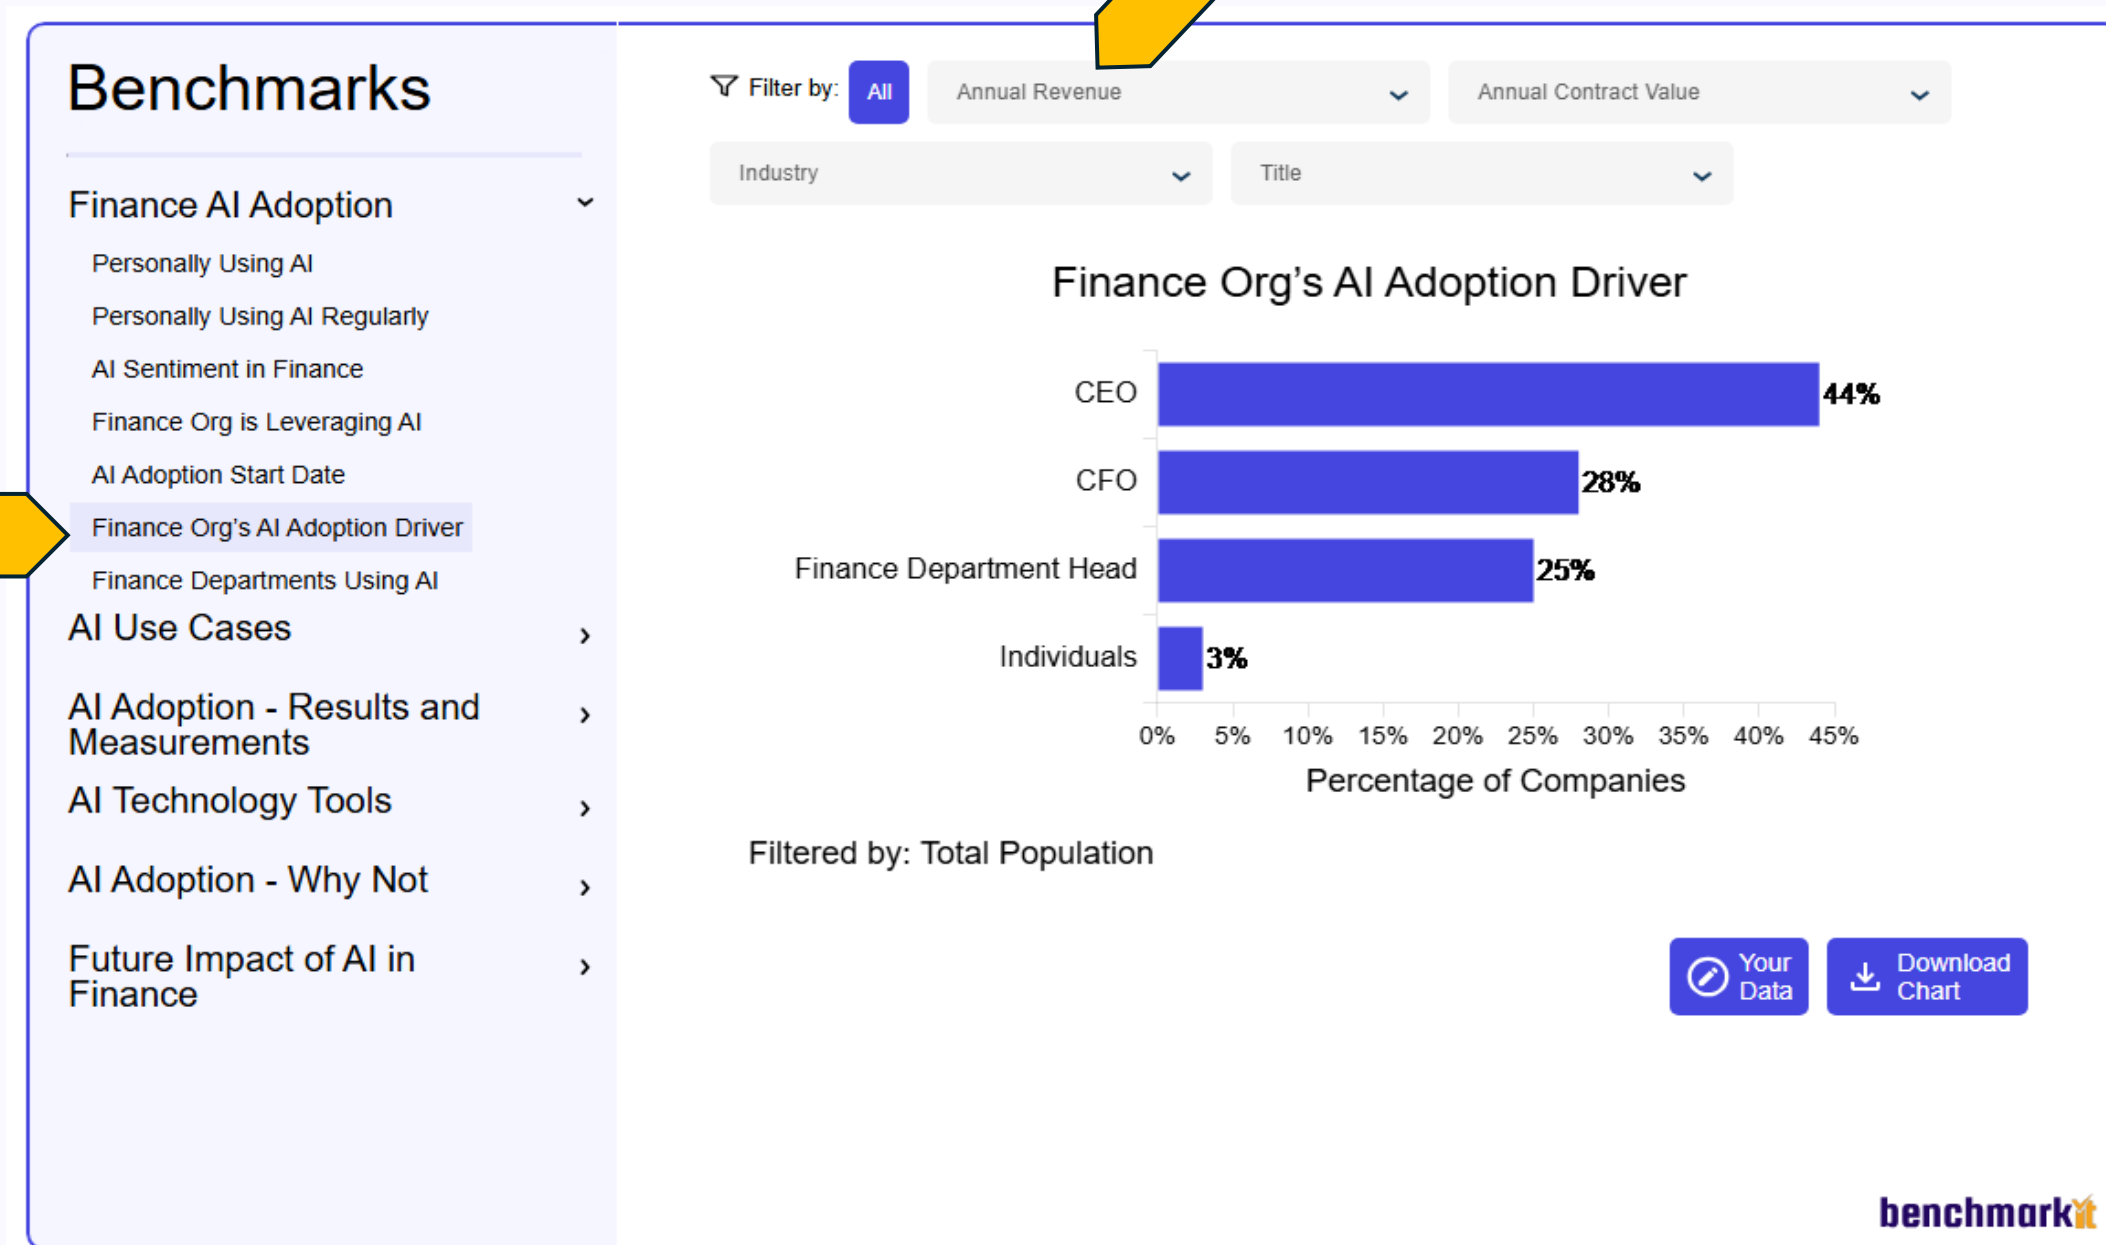 Benchmarks
Finance AI Adoption
Personally Using AI
Personally Using AI Regularly
AI Sentiment in Finance
Finance Org is Leveraging AI
AI Adoption Start Date
Finance Org's AI Adoption Driver
Finance Departments Using AI
AI Use Cases
AI Adoption - Results and
Measurements
AI Technology Tools
AI Adoption - Why Not
Future Impact of AI in
Finance
Filter by: All Annual Revenue Annual Contract Value
Industry Title
Finance Org’s AI Adoption Driver
CEO 44%
CFO 28%
Finance Department Head 25%
Individuals 3%
0% 5% 10% 15% 20% 25% 30% 35% 40% 45%
Percentage of Companies
Filtered by: Total Population
Your
Data
Download
Chart
benchmarkit